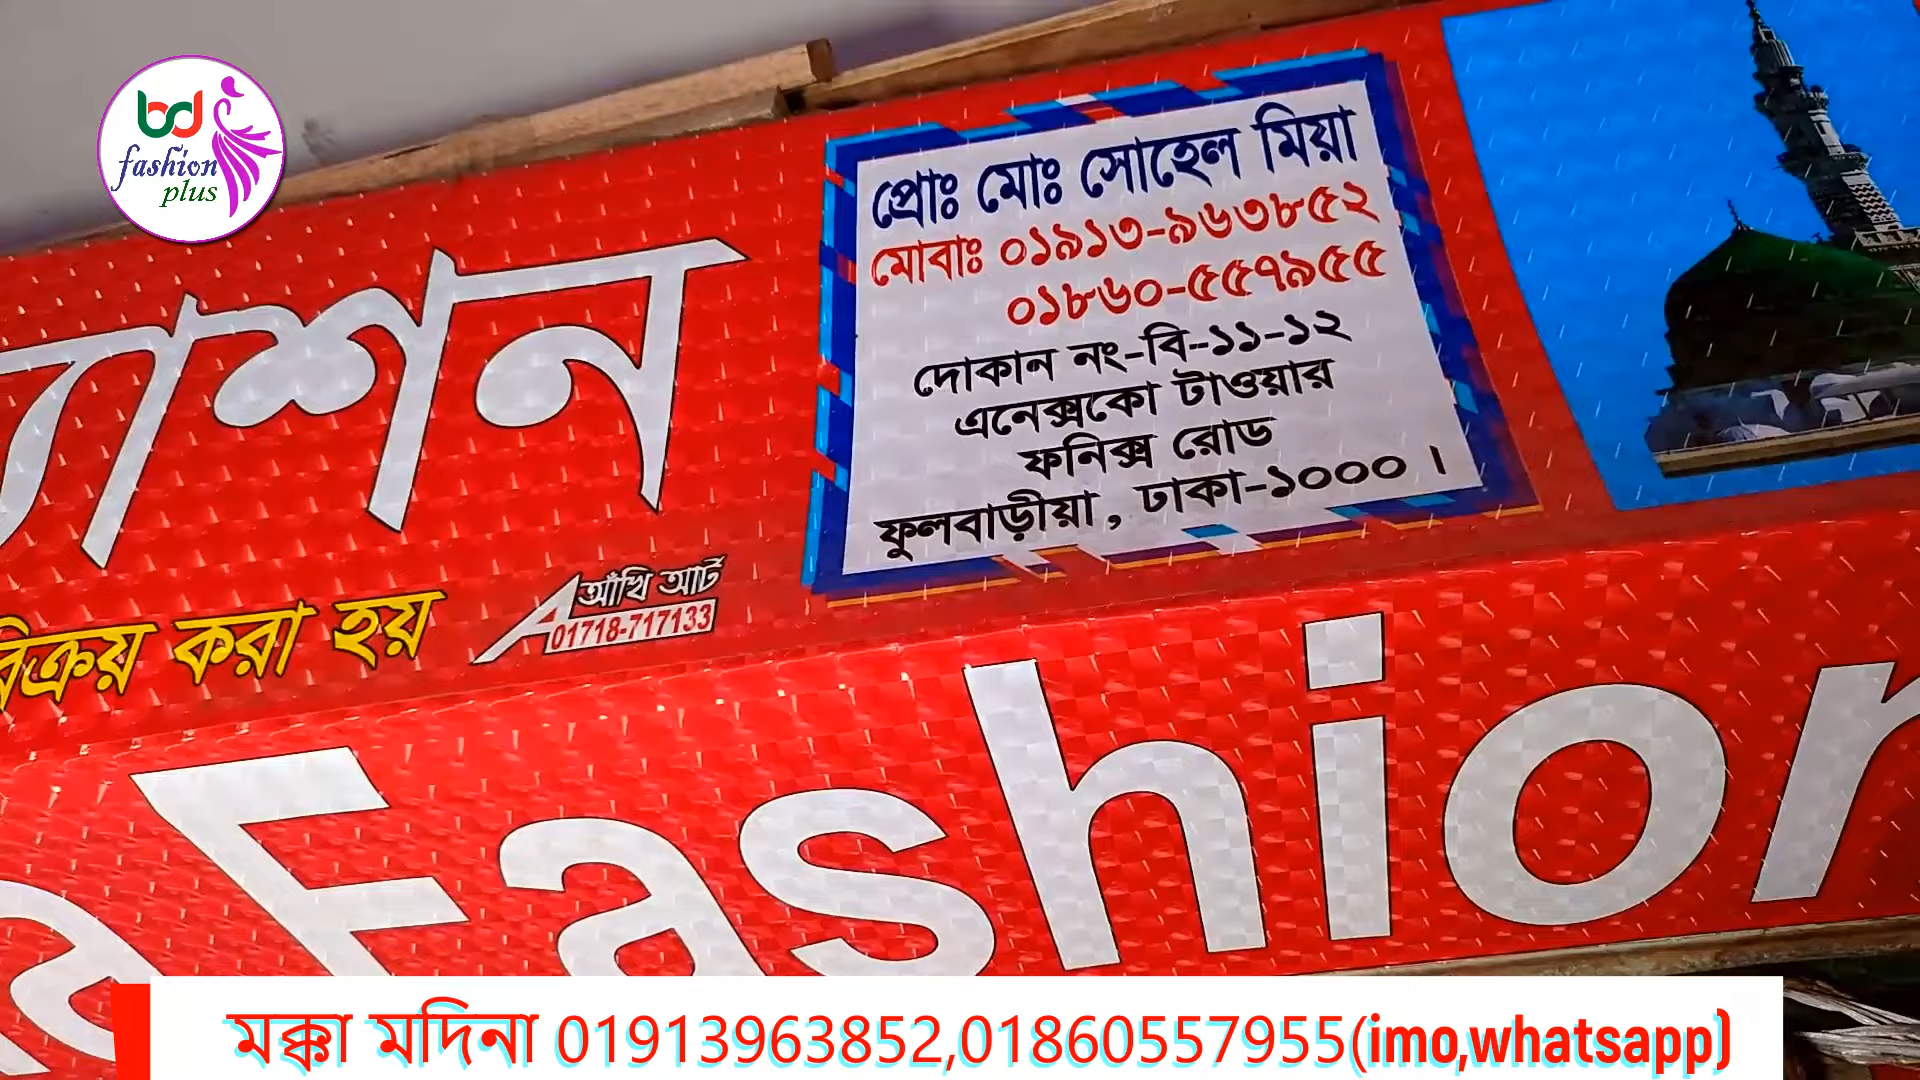 bd
fashion
plus
প্রোঃ মোঃ সোহেল মিয়া
মোবাঃ ০১৯১৩-৯৬৩৮৫২
০১৮৬০-৫৫৭৯৫৫
দোকান নং-বি-১১-১২
এনেক্সকো টাওয়ার
ফনিক্স রোড
ফুলবাড়ীয়া, ঢাকা-১০০০।
বিক্রয় করা হয়
আঁখি আর্ট
01718-717133
Fashion
মক্কা মদিনা 01913963852,01860557955(imo,whatsapp)